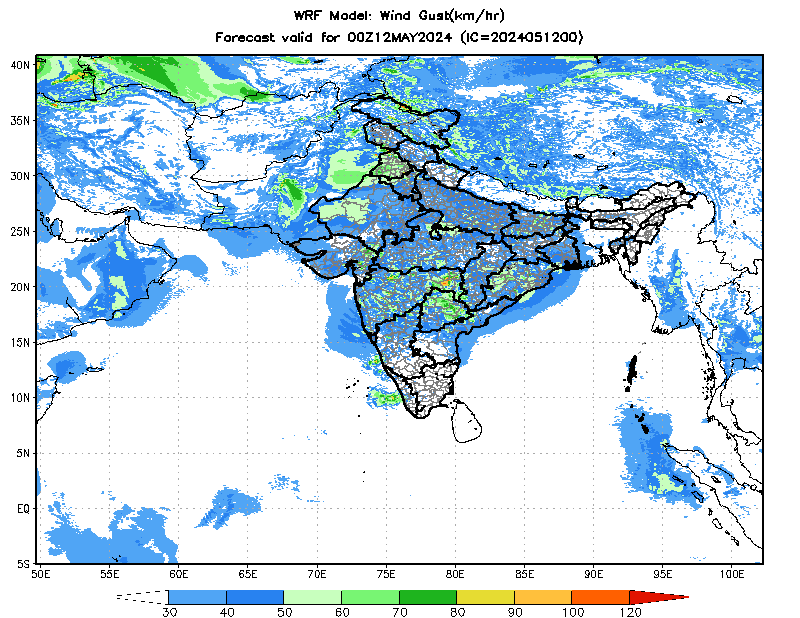 WRF Model: Wind Gust(km/hr)
Forecast valid for 00Z12MAY2024 (IC=2024051200)
40N
35N
30N
25N
20N
15N
10N
5N
EQ
5S
50E 55E 60E 65E 70E 75E 80E 85E 90E 95E 100E
30 40 50 60 70 80 90 100 120